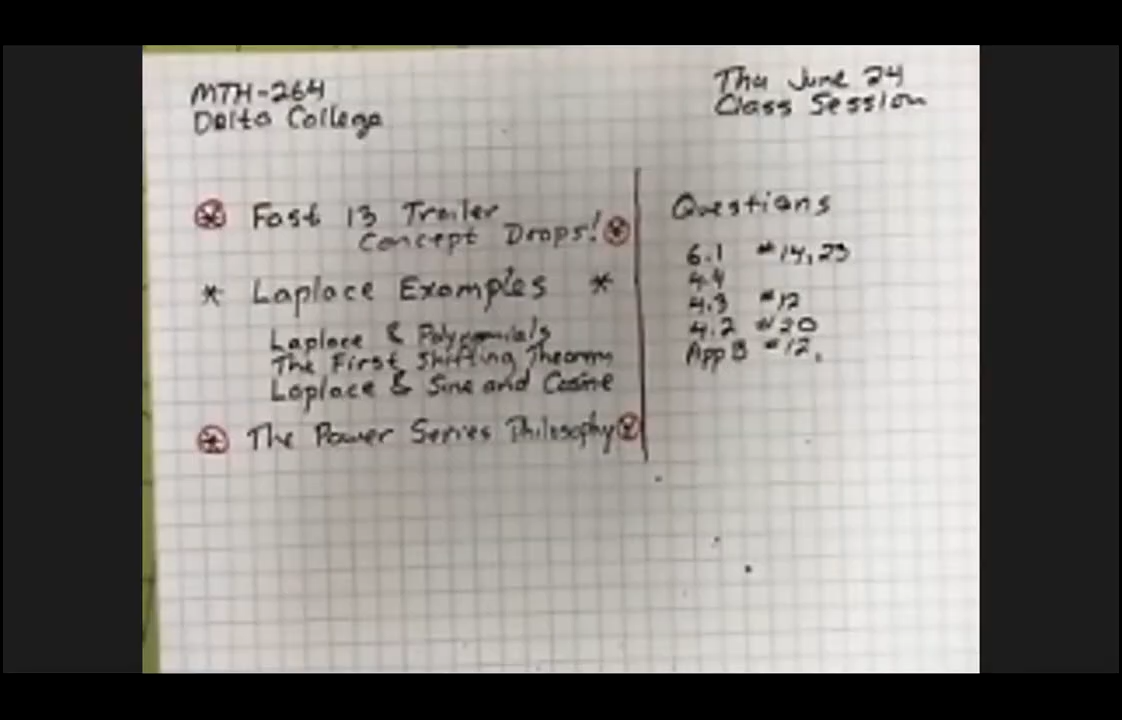 MTH-264
Delta College
Thu June 24
Class Session
Fast 13 Trailer
Concept Drops!
* Laplace Examples *
Laplace & Polynomials
The First Shifting Theorem
Laplace & Sine and Cosine
The Power Series Philosophy
Questions
6.1 #14, 23
4.4
4.3 #12
4.2 #20
App B #12,